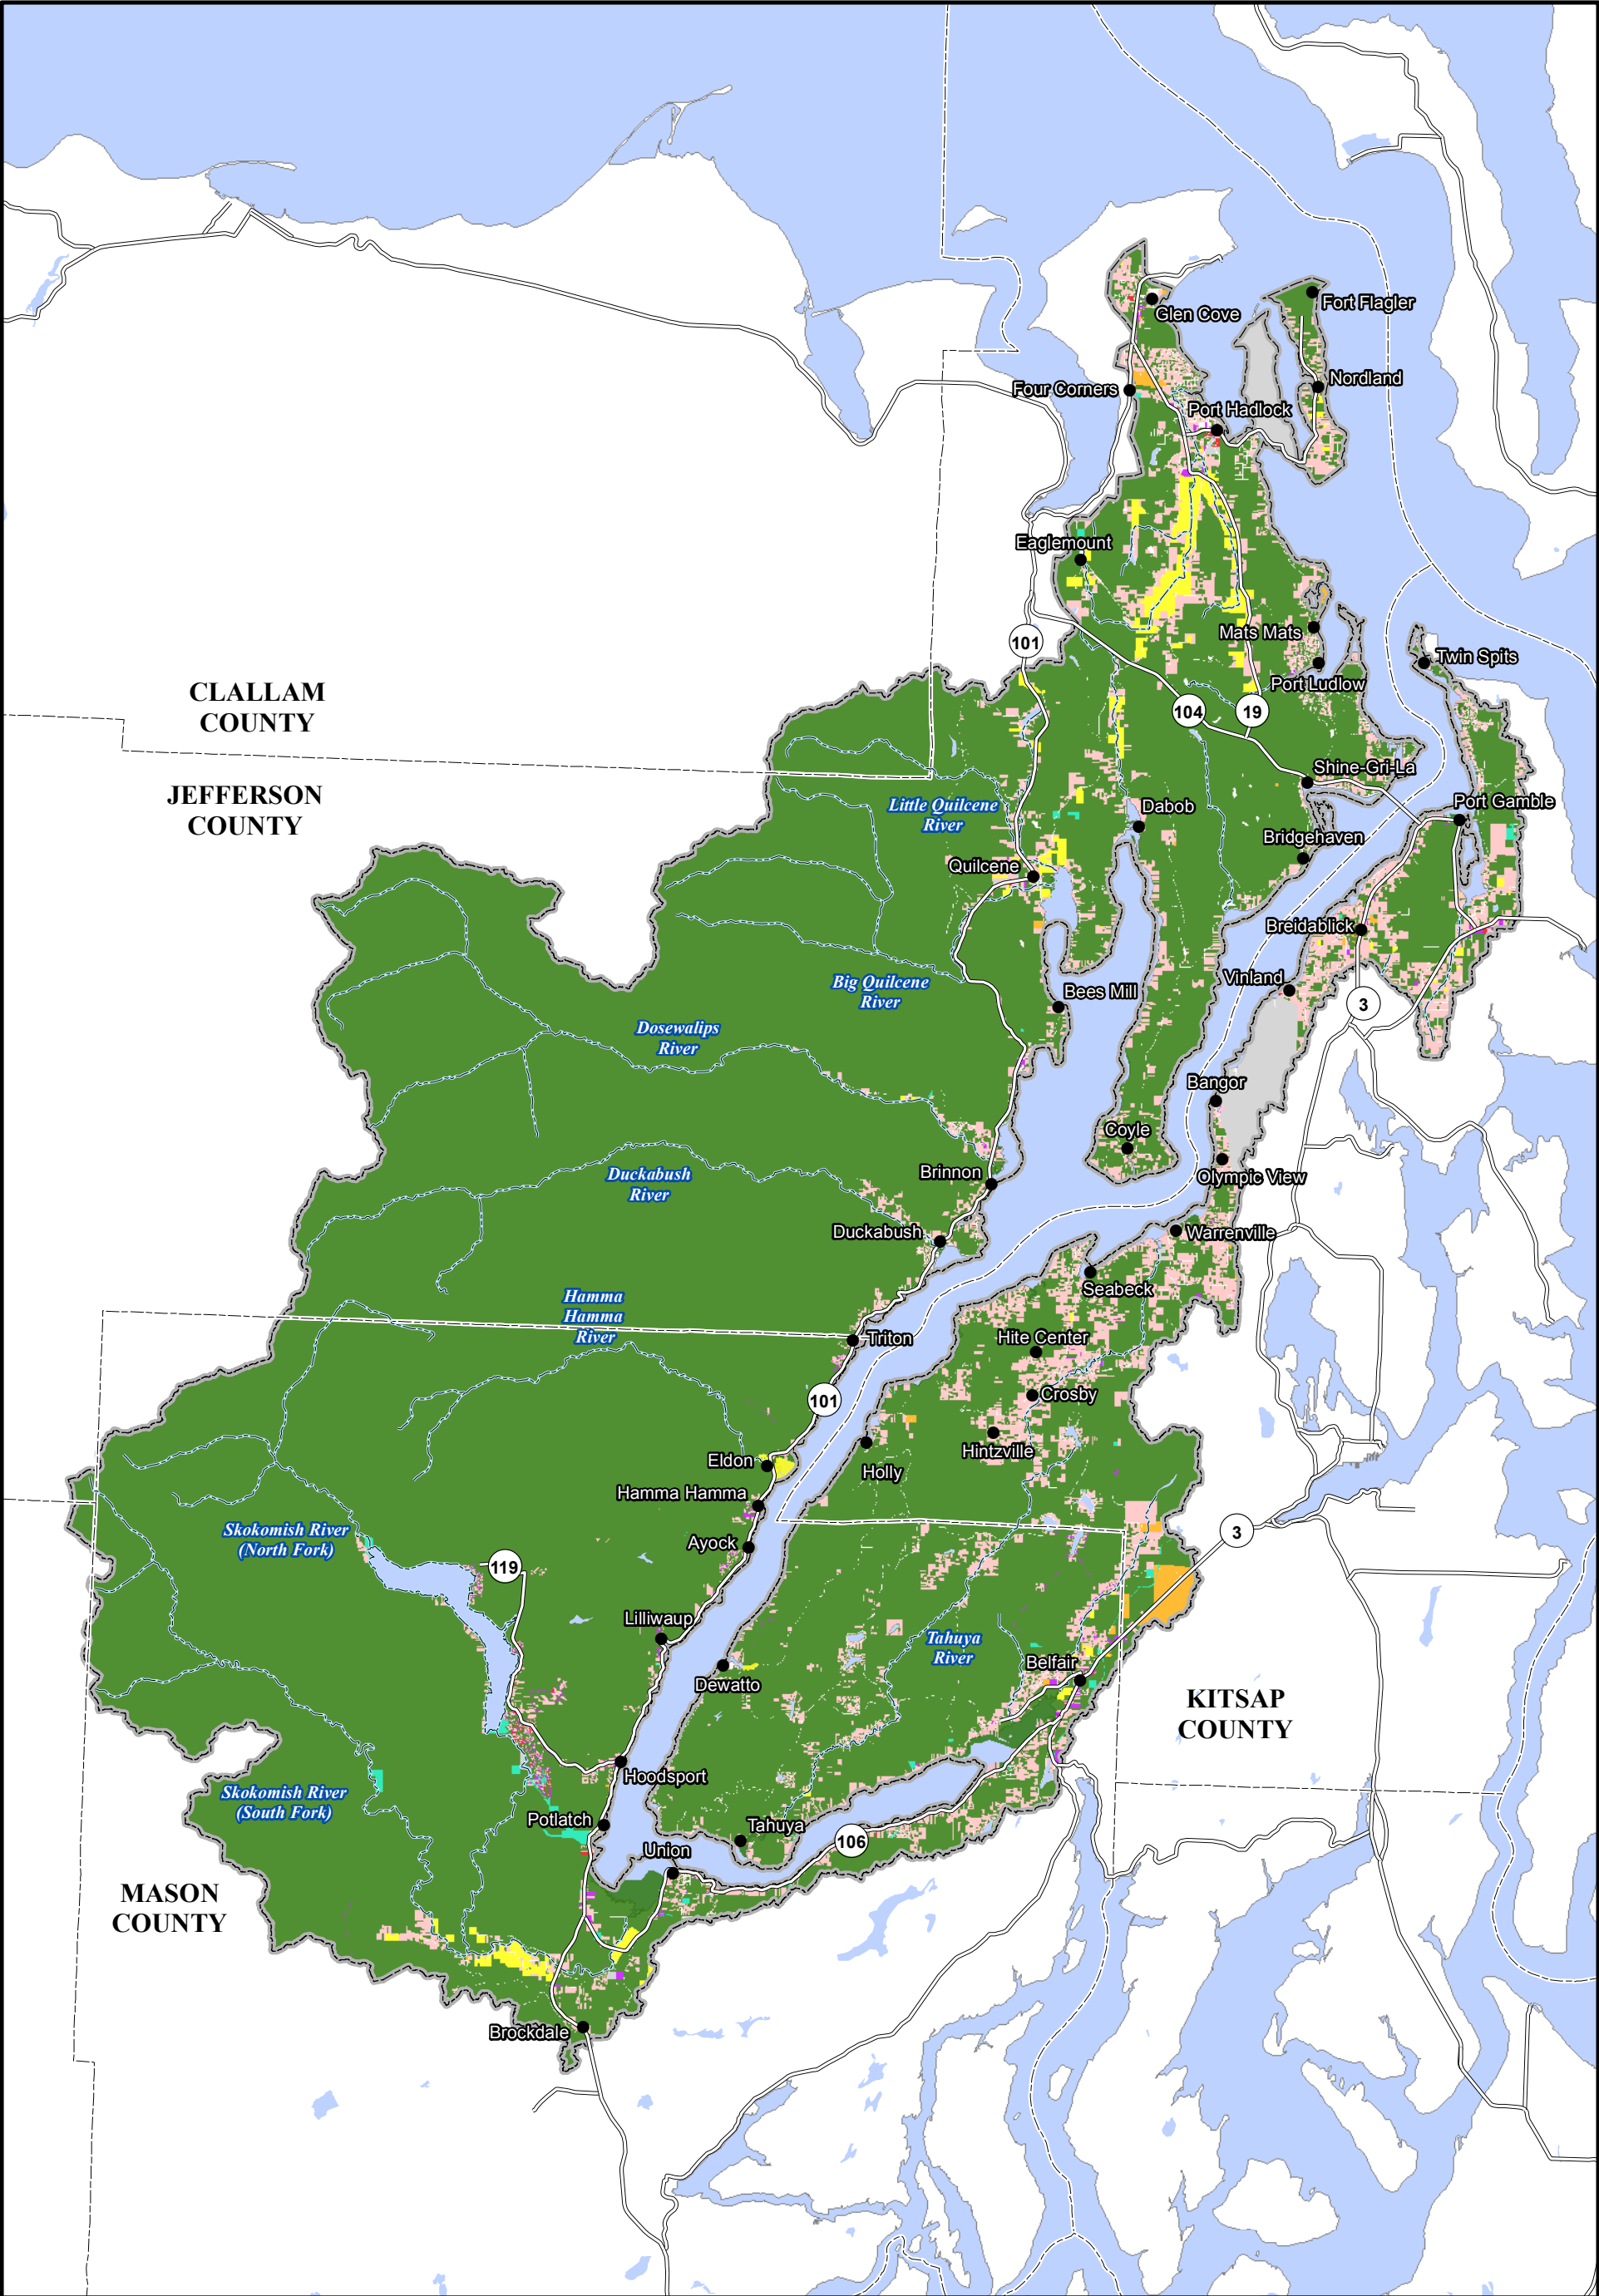 Glen Cove
Fort Flagler
Four Corners
Nordland
Port Hadlock
Eaglemount
101
Mats Mats
Twin Spits
Port Ludlow
CLALLAM
COUNTY
104
19
JEFFERSON
COUNTY
Shine-Gri-La
Little Quilcene
River
Dabob
Port Gamble
Bridgehaven
Quilcene
Breidablick
Big Quilcene
River
Vinland
Bees Mill
3
Dosewalips
River
Bangor
Coyle
Duckabush
River
Brinnon
Olympic View
Duckabush
Warrenville
Seabeck
Hamma
Hamma
River
Triton
Hite Center
101
Crosby
Hintzville
Eldon
Holly
Hamma Hamma
Skokomish River
(North Fork)
3
Ayock
119
Lilliwaup
Tahuya
River
Belfair
Dewatto
KITSAP
COUNTY
Hoodsport
Skokomish River
(South Fork)
Potlatch
Tahuya
106
Union
MASON
COUNTY
Brockdale